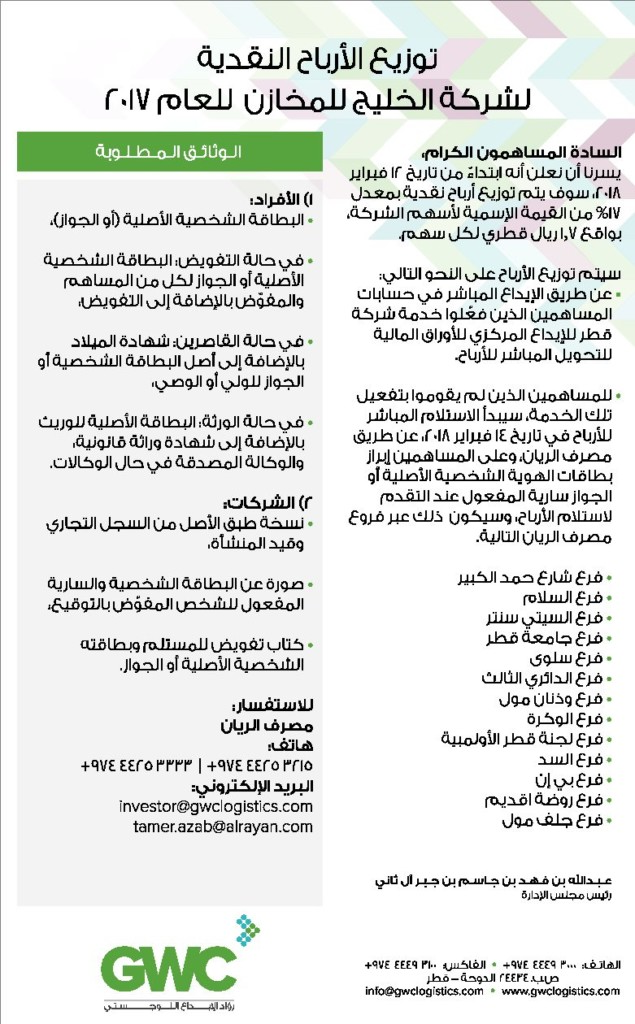 توزيع الأرباح النقدية
لشركة الخليج للمخازن للعام ٢٠١٧
السادة المساهمون الكرام،
يسرنا أن نعلن أنه ابتداءً من تاريخ ١٢ فبراير
٢٠١٨، سوف يتم توزيع أرباح نقدية بمعدل
١٧% من القيمة الإسمية لأسهم الشركة،
بواقع ١,٧ ريال قطري لكل سهم.
سيتم توزيع الأرباح على النحو التالي:
• عن طريق الإيداع المباشر في حسابات
المساهمين الذين فعّلوا خدمة شركة
قطر للإيداع المركزي للأوراق المالية
للتحويل المباشر للأرباح.
• للمساهمين الذين لم يقوموا بتفعيل
تلك الخدمة، سيبدأ الاستلام المباشر
للأرباح في تاريخ ١٤ فبراير ٢٠١٨، عن طريق
مصرف الريان، وعلى المساهمين إبراز
بطاقات الهوية الشخصية الأصلية أو
الجواز سارية المفعول عند التقدم
لاستلام الأرباح، وسيكون ذلك عبر فروع
مصرف الريان التالية.
• فرع شارع حمد الكبير
• فرع السلام
• فرع السيتي سنتر
• فرع جامعة قطر
• فرع سلوى
• فرع الدائري الثالث
• فرع وذنان مول
• فرع الوكرة
• فرع لجنة قطر الأولمبية
• فرع السد
• فرع بي إن
• فرع روضة اقديم
• فرع جلف مول
عبدالله بن فهد بن جاسم بن جبر آل ثاني
رئيس مجلس الإدارة
الهاتف: ٣٠٠٠ ٤٤٤٩ ٩٧٤+ • الفاكس: ٣١٠٠ ٤٤٤٩ ٩٧٤+
ص.ب. ٢٤٤٣٤ الدوحة – قطر
info@gwclogistics.com • www.gwclogistics.com
الوثائق المطلوبة
١) الأفراد:
• البطاقة الشخصية الأصلية (أو الجواز)،
• في حالة التفويض: البطاقة الشخصية
الأصلية أو الجواز لكل من المساهم
والمفوّض بالإضافة إلى التفويض؛
• في حالة القاصرين: شهادة الميلاد
بالإضافة إلى أصل البطاقة الشخصية أو
الجواز للولي أو الوصي،
• في حالة الورثة: البطاقة الأصلية للوريث
بالإضافة إلى شهادة وراثة قانونية،
والوكالة المصدقة في حال الوكالات.
٢) الشركات:
• نسخة طبق الأصل من السجل التجاري
وقيد المنشأة،
• صورة عن البطاقة الشخصية والسارية
المفعول للشخص المفوّض بالتوقيع،
• كتاب تفويض للمستلم وبطاقته
الشخصية الأصلية أو الجواز.
للاستفسار:
مصرف الريان
هاتف:
+٩٧٤ ٤٤٢٥ ٣٣٣٣ | +٩٧٤ ٤٤٢٥ ٣٢١٥
البريد الإلكتروني:
investor@gwclogistics.com
tamer.azab@alrayan.com
GWC
رواد الإبداع اللوجستي